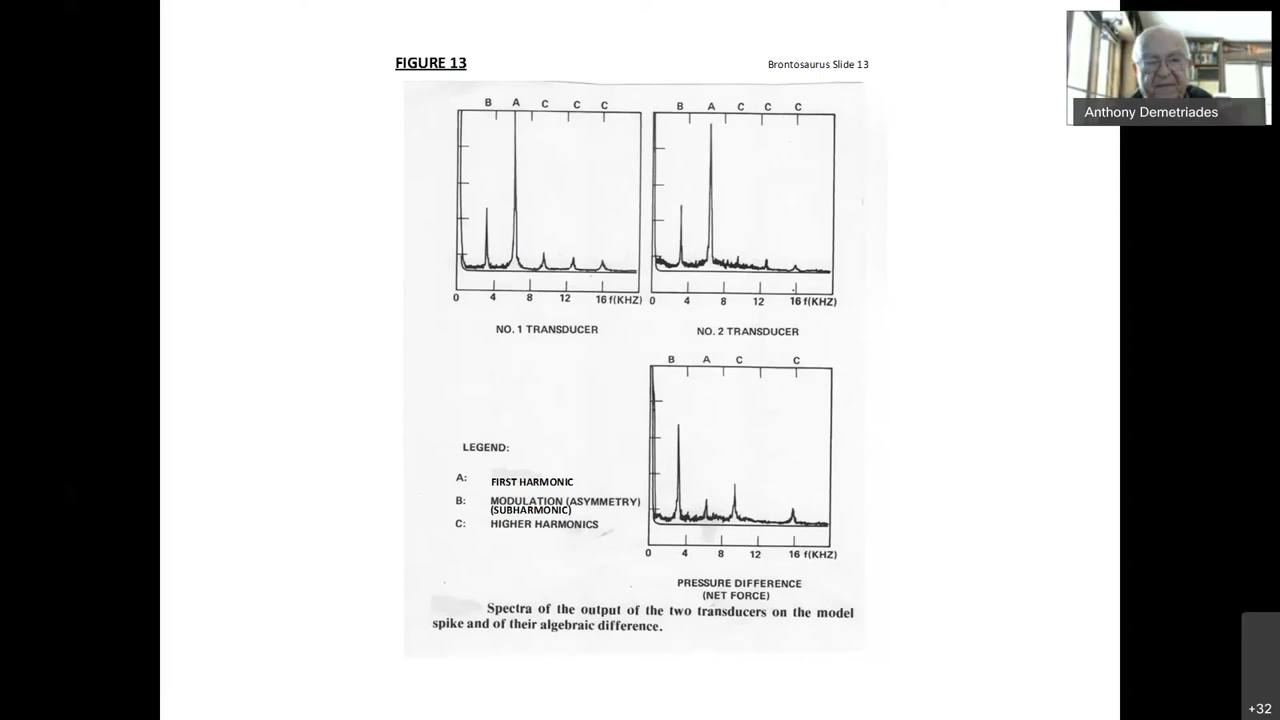 FIGURE 13
Brontosaurus Slide 13
Anthony Demetriades
B A C C C
B A C C C
0 4 8 12 16 f(KHZ)
0 4 8 12 16 f(KHZ)
NO. 1 TRANSDUCER
NO. 2 TRANSDUCER
B A C C
0 4 8 12 16 f(KHZ)
PRESSURE DIFFERENCE
(NET FORCE)
LEGEND:
A: FIRST HARMONIC
B: MODULATION (ASYMMETRY)
(SUBHARMONIC)
C: HIGHER HARMONICS
Spectra of the output of the two transducers on the model
spike and of their algebraic difference.
+32